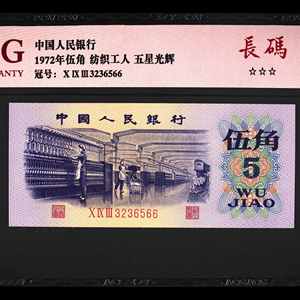 G
ANTY
中国人民银行
1972年伍角 纺织工人 五星光辉
冠号: X IX III 3236566
長碼
☆☆☆
中国人民银行
伍角
5
WU
JIAO
X IX III 3236566